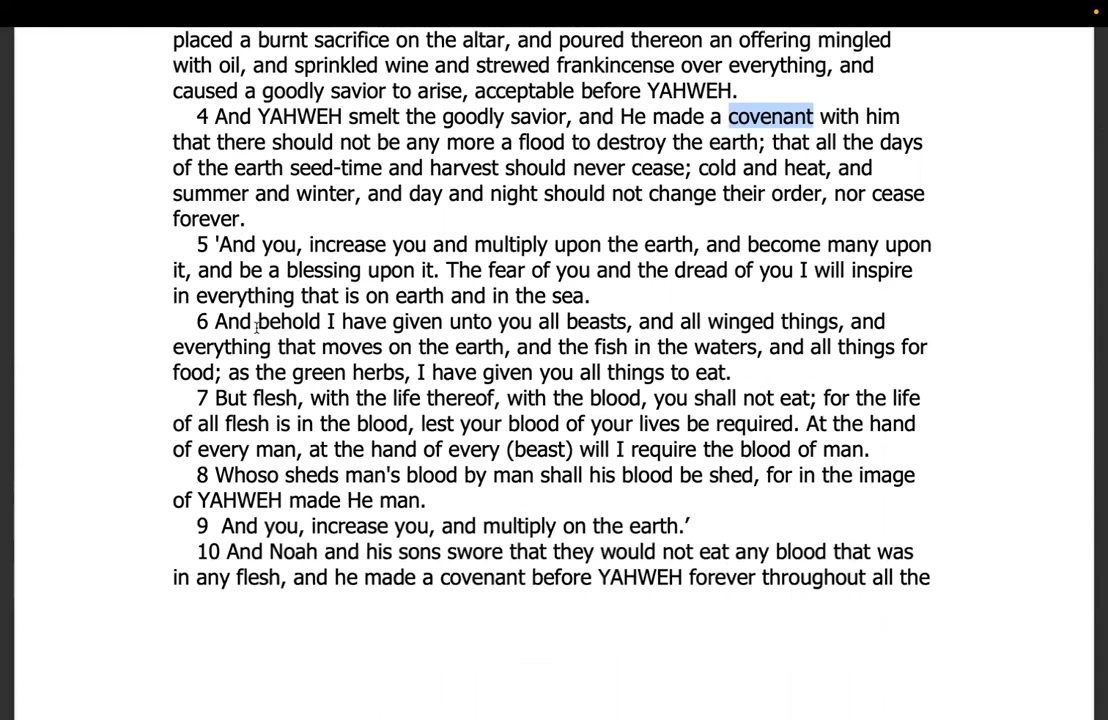 placed a burnt sacrifice on the altar, and poured thereon an offering mingled
with oil, and sprinkled wine and strewed frankincense over everything, and
caused a goodly savior to arise, acceptable before YAHWEH.
4 And YAHWEH smelt the goodly savior, and He made a covenant with him
that there should not be any more a flood to destroy the earth; that all the days
of the earth seed-time and harvest should never cease; cold and heat, and
summer and winter, and day and night should not change their order, nor cease
forever.
5 'And you, increase you and multiply upon the earth, and become many upon
it, and be a blessing upon it. The fear of you and the dread of you I will inspire
in everything that is on earth and in the sea.
6 And behold I have given unto you all beasts, and all winged things, and
everything that moves on the earth, and the fish in the waters, and all things for
food; as the green herbs, I have given you all things to eat.
7 But flesh, with the life thereof, with the blood, you shall not eat; for the life
of all flesh is in the blood, lest your blood of your lives be required. At the hand
of every man, at the hand of every (beast) will I require the blood of man.
8 Whoso sheds man's blood by man shall his blood be shed, for in the image
of YAHWEH made He man.
9 And you, increase you, and multiply on the earth.’
10 And Noah and his sons swore that they would not eat any blood that was
in any flesh, and he made a covenant before YAHWEH forever throughout all the